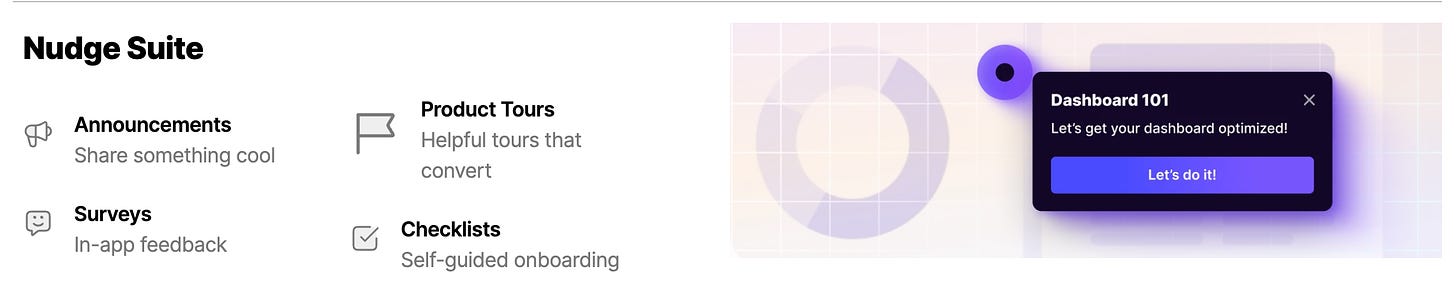 Nudge Suite
Announcements
Share something cool
Product Tours
Helpful tours that
convert
Surveys
In-app feedback
Checklists
Self-guided onboarding
Dashboard 101
Let's get your dashboard optimized!
Let's do it!